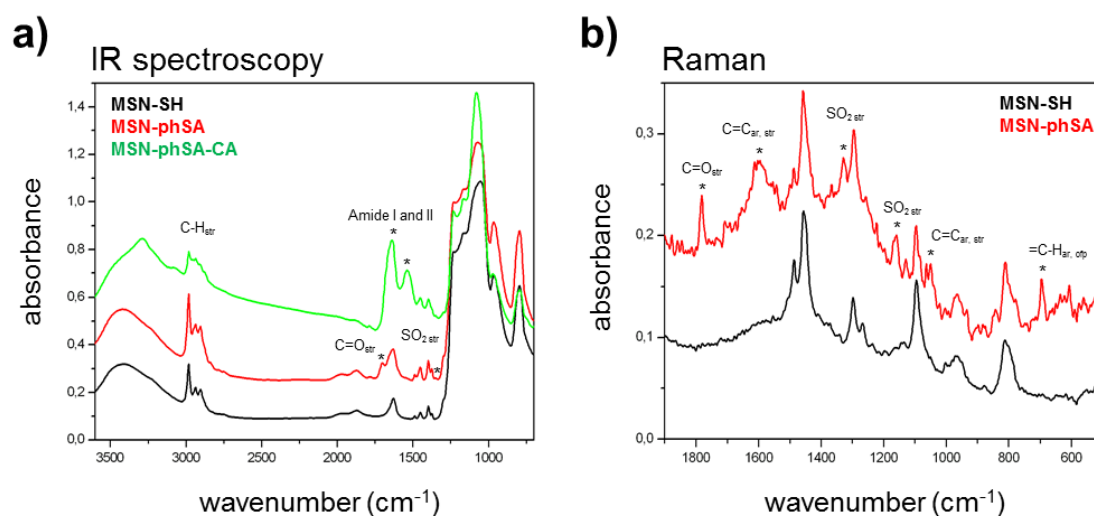 a)
IR spectroscopy
MSN-SH
MSN-phSA
MSN-phSA-CA
C-Hstr
Amide I and II
*
*
C=Ostr
*
SO2 str
*
1,4
1,2
1,0
0,8
0,6
0,4
0,2
0,0
absorbance
3500 3000 2500 2000 1500 1000
wavenumber (cm⁻¹)
b)
Raman
MSN-SH
MSN-phSA
C=Ostr
*
C=Car, str
*
SO2 str
*
SO2 str
*
C=Car, str
*
=C-Har, ofp
*
0,3
0,2
0,1
0,0
absorbance
1800 1600 1400 1200 1000 800 600
wavenumber (cm⁻¹)